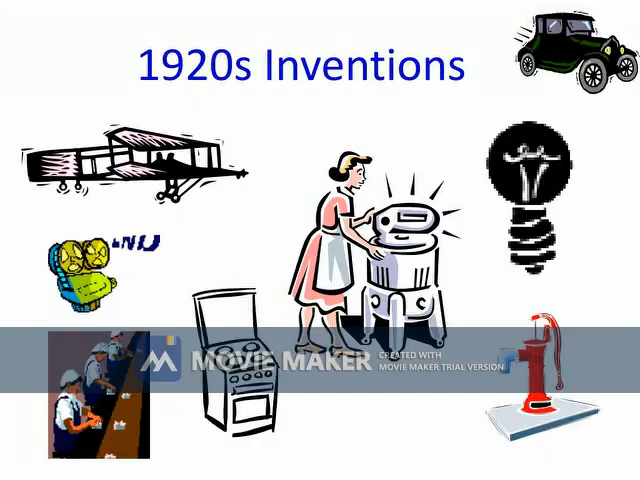 1920s Inventions
MOVIE MAKER
CREATED WITH
MOVIE MAKER TRIAL VERSION